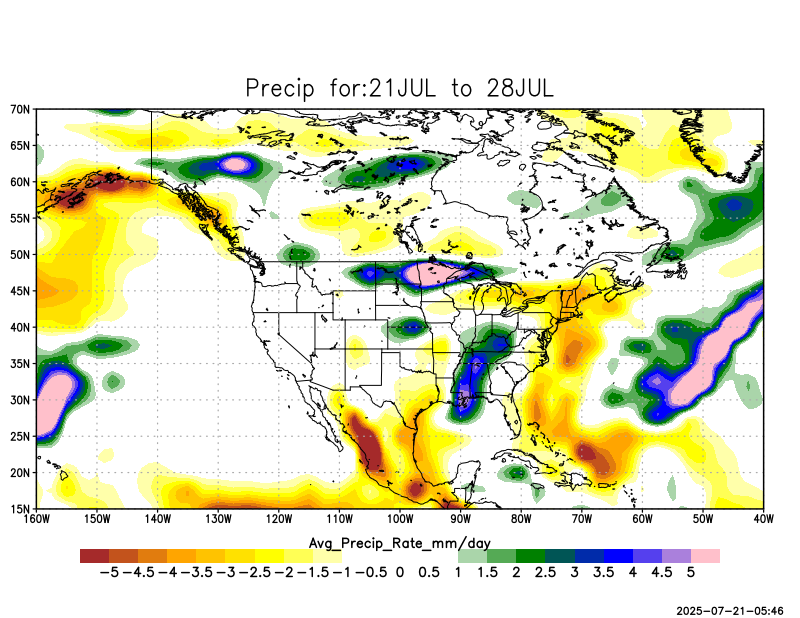 Precip for:21JUL to 28JUL
70N
65N
60N
55N
50N
45N
40N
35N
30N
25N
20N
15N
160W 150W 140W 130W 120W 110W 100W 90W 80W 70W 60W 50W 40W
Avg_Precip_Rate_mm/day
−5 −4.5 −4 −3.5 −3 −2.5 −2 −1.5 −1 −0.5 0 0.5 1 1.5 2 2.5 3 3.5 4 4.5 5
2025-07-21-05:46